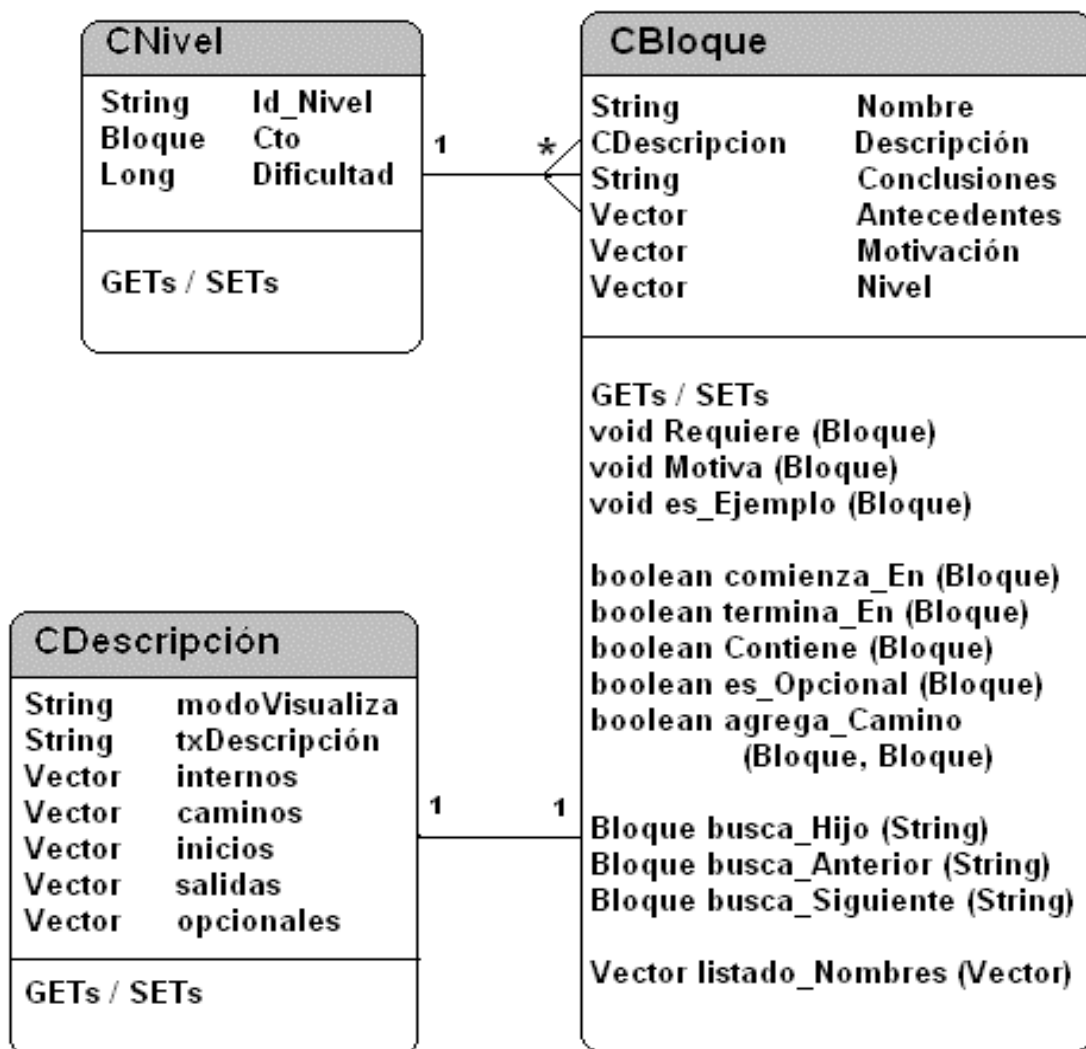 CNivel
String Id_Nivel
Bloque Cto
Long Dificultad
GETs / SETs
1
*
CBloque
String Nombre
CDescripcion Descripción
String Conclusiones
Vector Antecedentes
Vector Motivación
Vector Nivel
GETs / SETs
void Requiere (Bloque)
void Motiva (Bloque)
void es_Ejemplo (Bloque)
boolean comienza_En (Bloque)
boolean termina_En (Bloque)
boolean Contiene (Bloque)
boolean es_Opcional (Bloque)
boolean agrega_Camino
(Bloque, Bloque)
Bloque busca_Hijo (String)
Bloque busca_Anterior (String)
Bloque busca_Siguiente (String)
Vector listado_Nombres (Vector)
CDescripción
String modoVisualiza
String txDescripción
Vector internos
Vector caminos
Vector inicios
Vector salidas
Vector opcionales
GETs / SETs
1
1